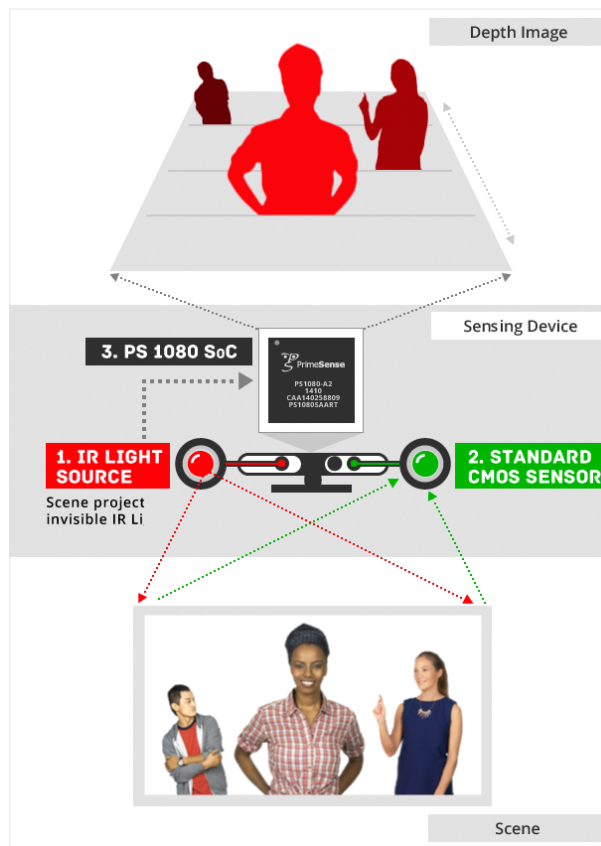 Depth Image
Sensing Device
3. PS 1080 SoC
PrimeSense
PS1080-A2
1410
CAA140258809
PS1080SAART
1. IR LIGHT
SOURCE
Scene project
invisible IR Li
2. STANDARD
CMOS SENSOR
Scene